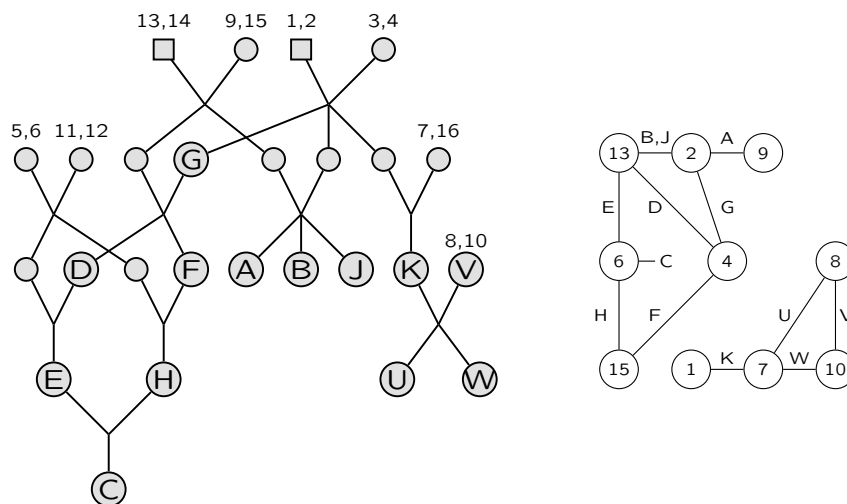 13,14 9,15 1,2 3,4
5,6 11,12 7,16
G
8,10
D F A B J K V
E H U W
C
B,J A
13 2 9
E D G
6 C 4 8
H F U V
K W
15 1 7 10